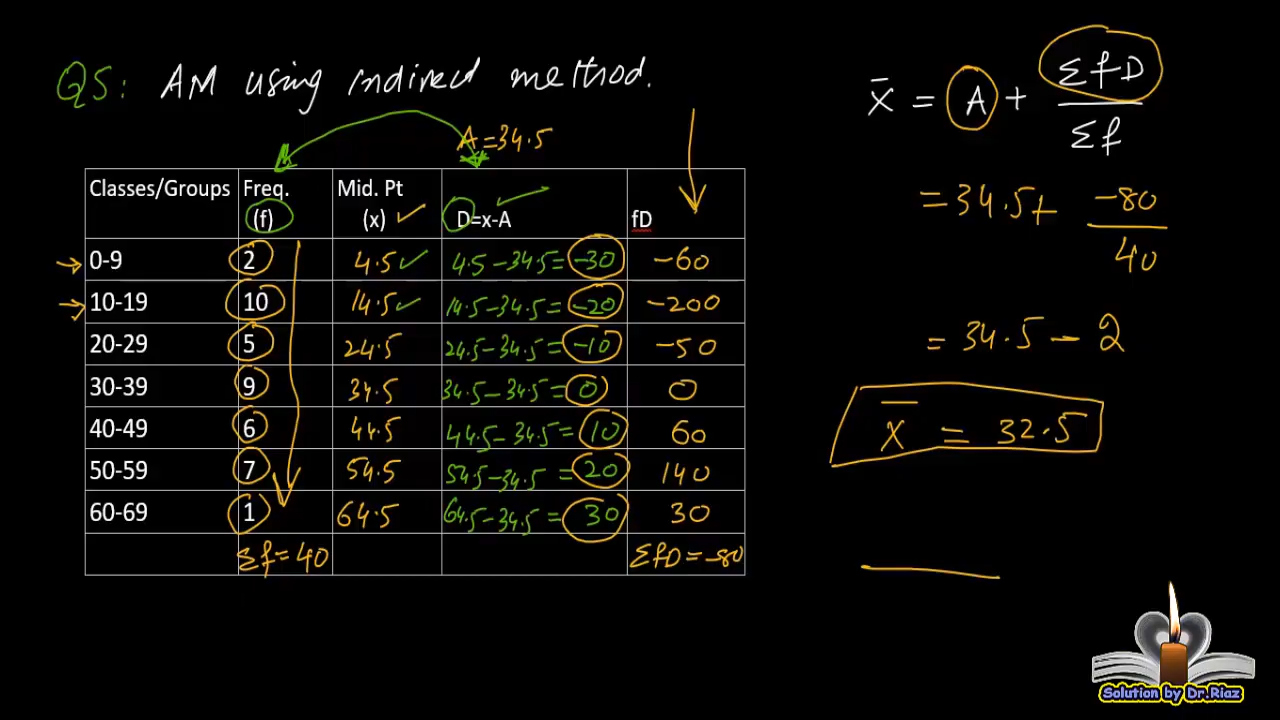 Q5: AM using indirect method.
A=34.5
Classes/Groups Freq. (f) Mid. Pt (x) D=x-A fD
0-9 2 4.5 4.5-34.5=-30 -60
10-19 10 14.5 14.5-34.5=-20 -200
20-29 5 24.5 24.5-34.5=-10 -50
30-39 9 34.5 34.5-34.5=0 0
40-49 6 44.5 44.5-34.5=10 60
50-59 7 54.5 54.5-34.5=20 140
60-69 1 64.5 64.5-34.5=30 30
Σf=40 ΣfD=-80
X̄ = A + ΣfD / Σf
=34.5+ -80 / 40
= 34.5 - 2
X̄ = 32.5
Solution by Dr.Riaz